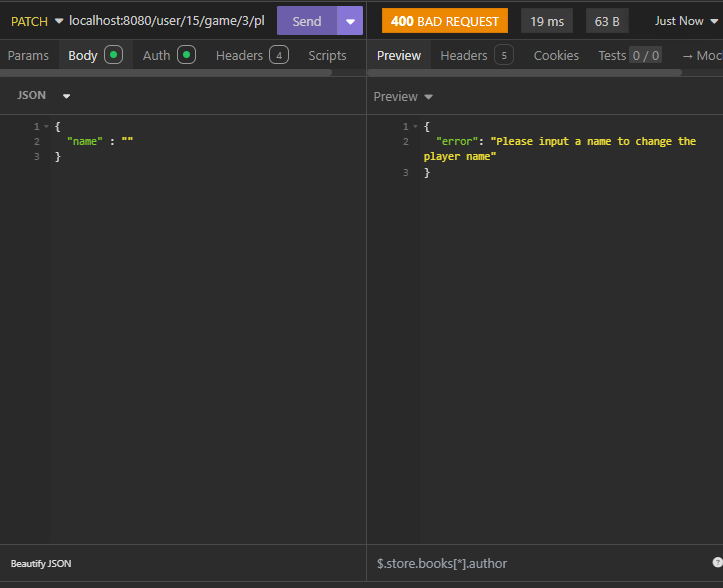 PATCH localhost:8080/user/15/game/3/pl Send 400 BAD REQUEST 19 ms 63 B Just Now
Params Body Auth Headers 4 Scripts Preview Headers 5 Cookies Tests 0 / 0 → Moc
JSON
Preview
1 {
2 "name" : ""
3 }
1 {
2 "error": "Please input a name to change the
player name"
3 }
Beautify JSON
$.store.books[*].author